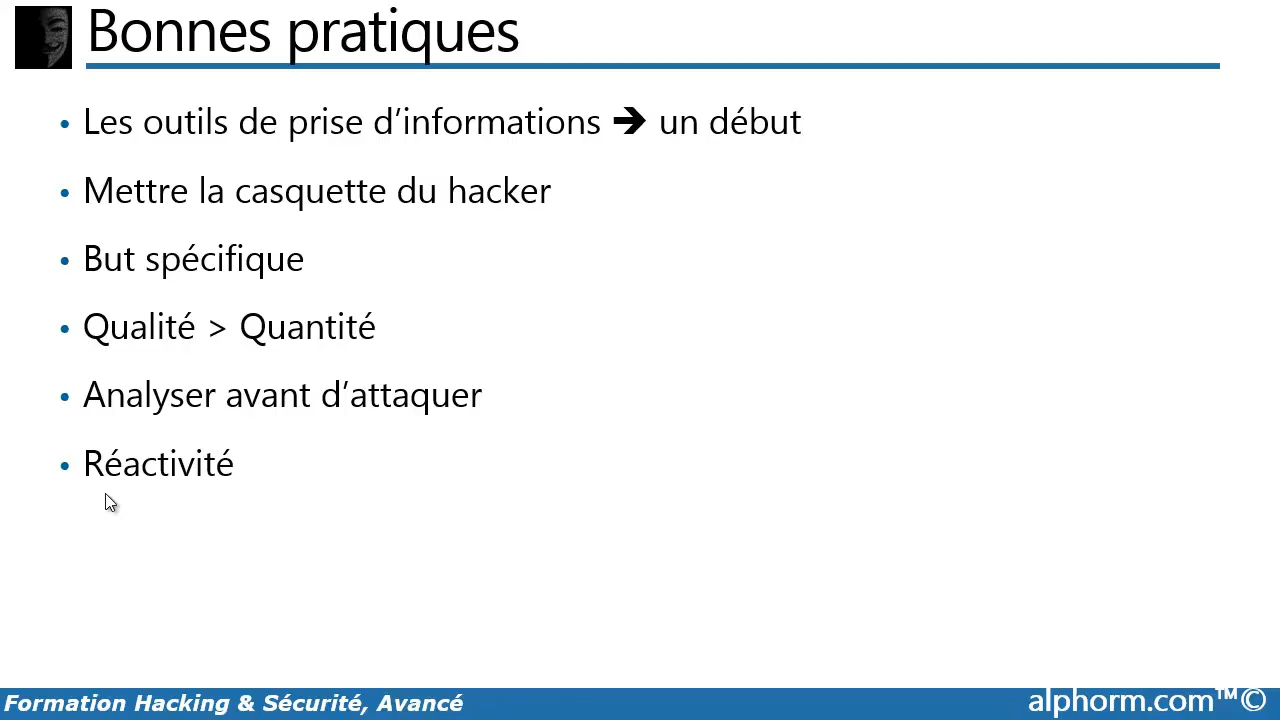 Bonnes pratiques
• Les outils de prise d’informations ➔ un début
• Mettre la casquette du hacker
• But spécifique
• Qualité > Quantité
• Analyser avant d’attaquer
• Réactivité
Formation Hacking & Sécurité, Avancé
alphorm.com™©